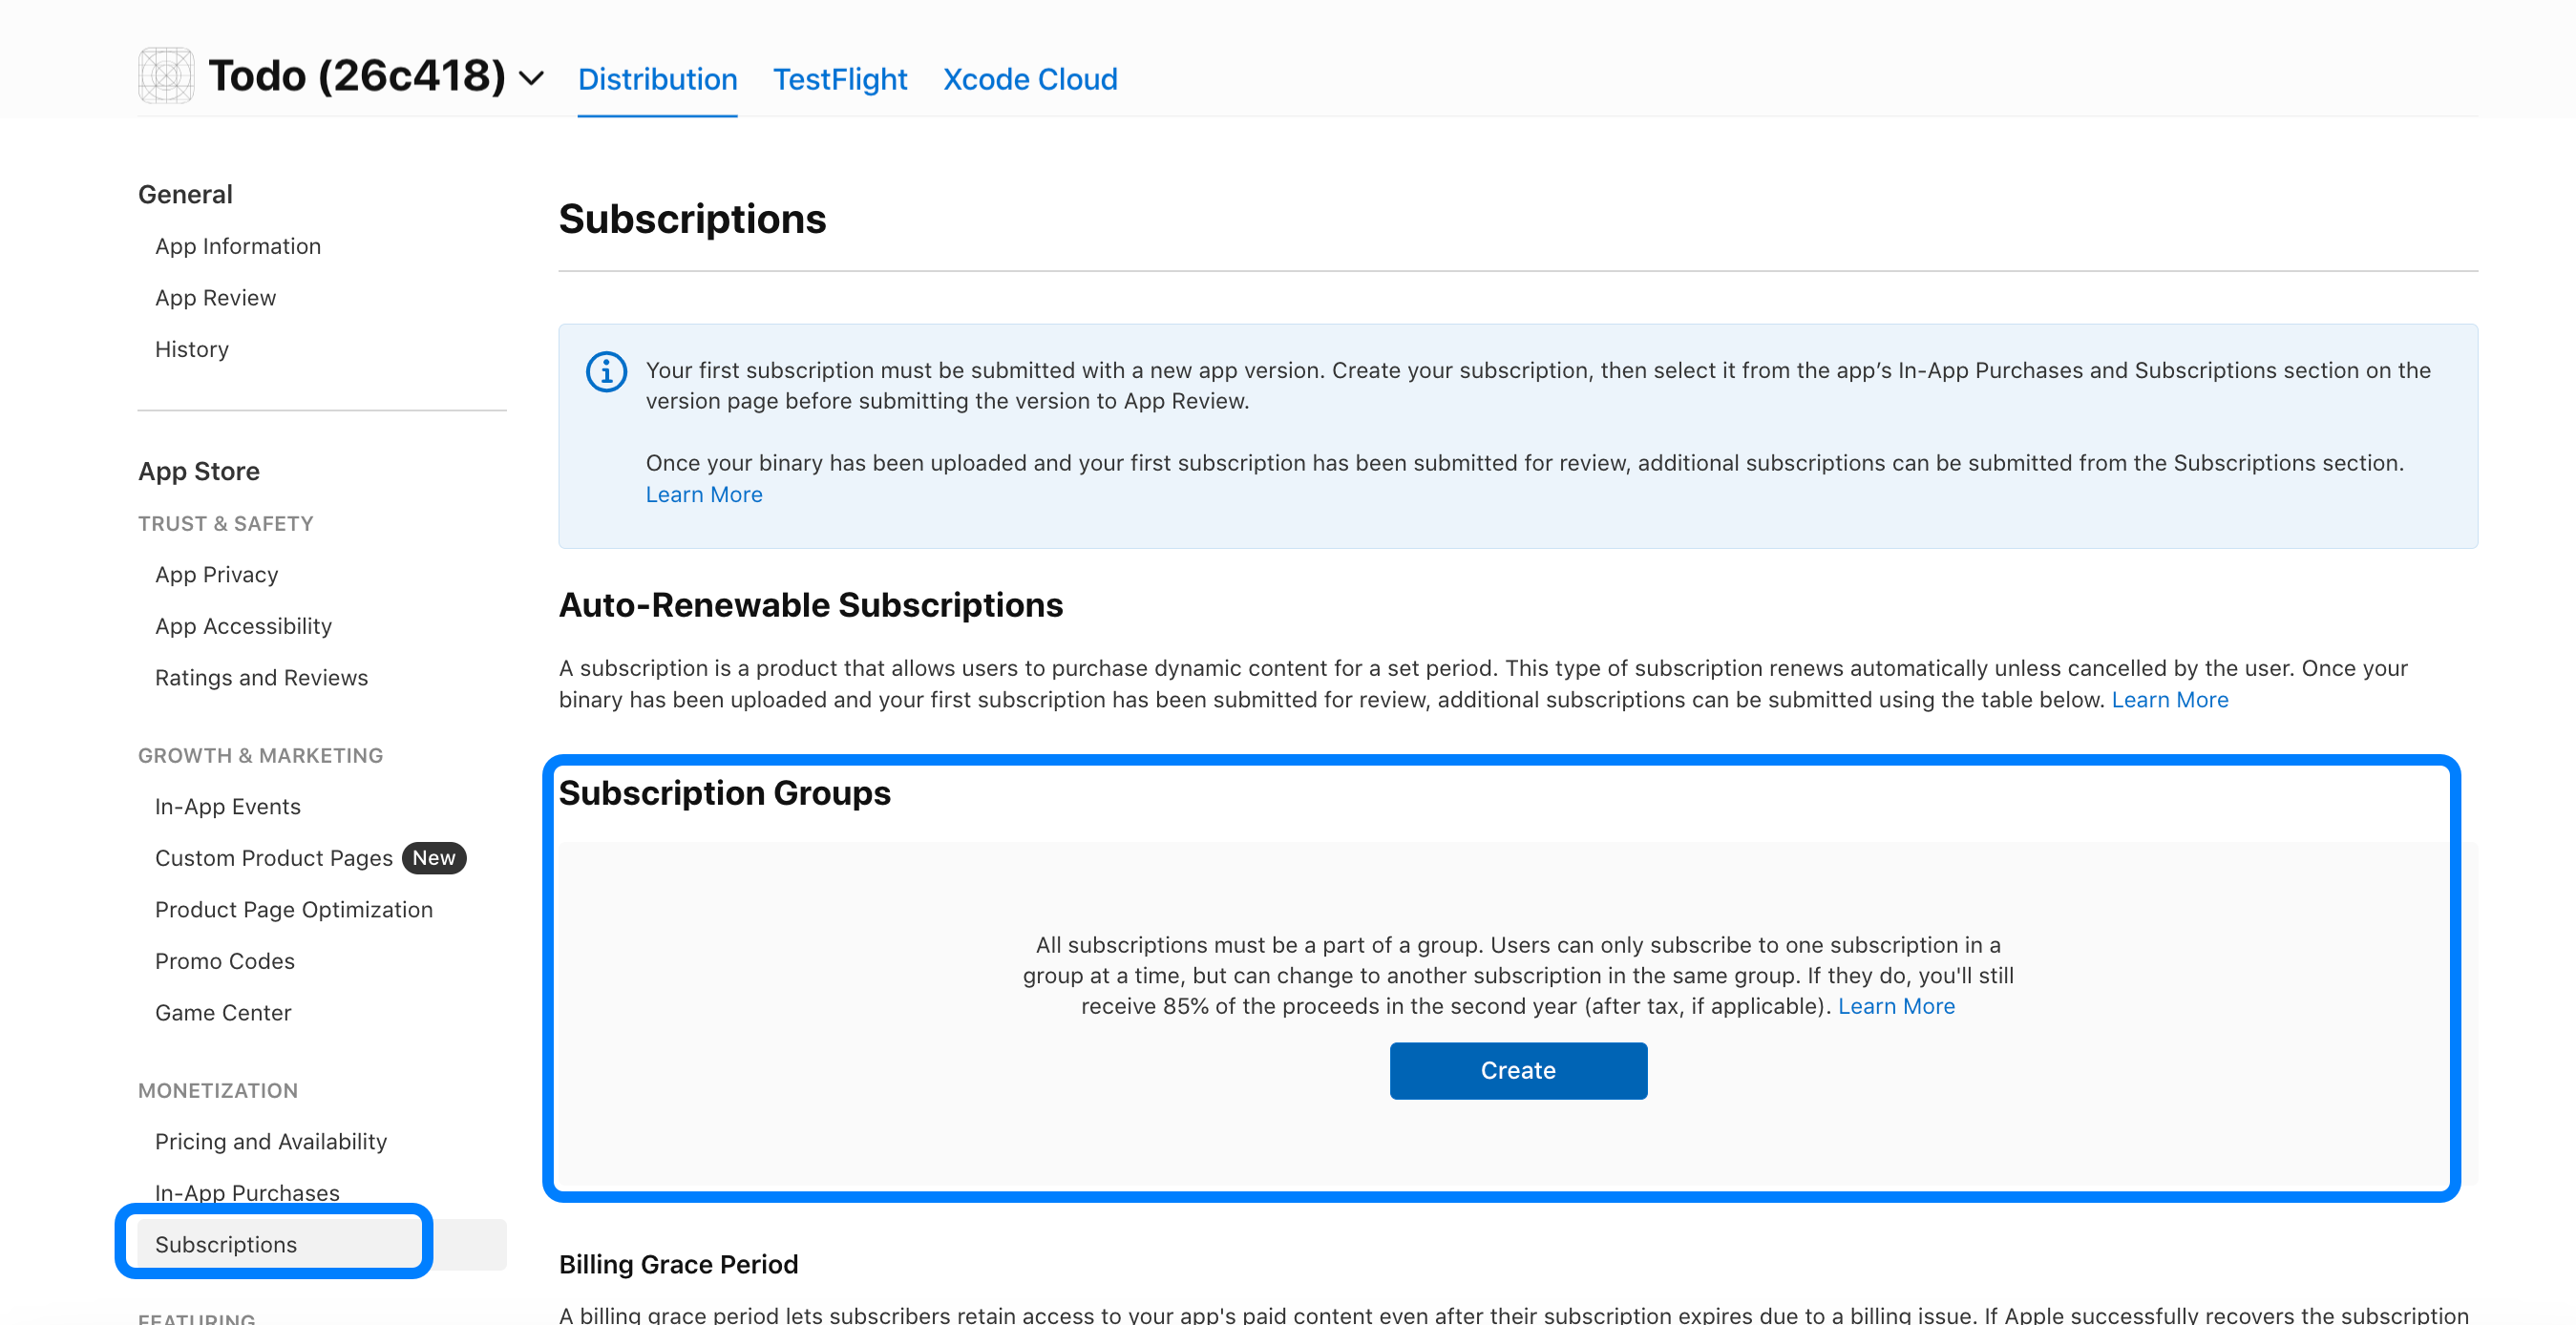 Todo (26c418)
Distribution
TestFlight
Xcode Cloud
General
App Information
App Review
History
App Store
TRUST & SAFETY
App Privacy
App Accessibility
Ratings and Reviews
GROWTH & MARKETING
In-App Events
Custom Product Pages New
Product Page Optimization
Promo Codes
Game Center
MONETIZATION
Pricing and Availability
In-App Purchases
Subscriptions
FEATURING
Subscriptions
Your first subscription must be submitted with a new app version. Create your subscription, then select it from the app’s In-App Purchases and Subscriptions section on the
version page before submitting the version to App Review.
Once your binary has been uploaded and your first subscription has been submitted for review, additional subscriptions can be submitted from the Subscriptions section.
Learn More
Auto-Renewable Subscriptions
A subscription is a product that allows users to purchase dynamic content for a set period. This type of subscription renews automatically unless cancelled by the user. Once your
binary has been uploaded and your first subscription has been submitted for review, additional subscriptions can be submitted using the table below. Learn More
Subscription Groups
All subscriptions must be a part of a group. Users can only subscribe to one subscription in a
group at a time, but can change to another subscription in the same group. If they do, you'll still
receive 85% of the proceeds in the second year (after tax, if applicable). Learn More
Create
Billing Grace Period
A billing grace period lets subscribers retain access to your app's paid content even after their subscription expires due to a billing issue. If Apple successfully recovers the subscription